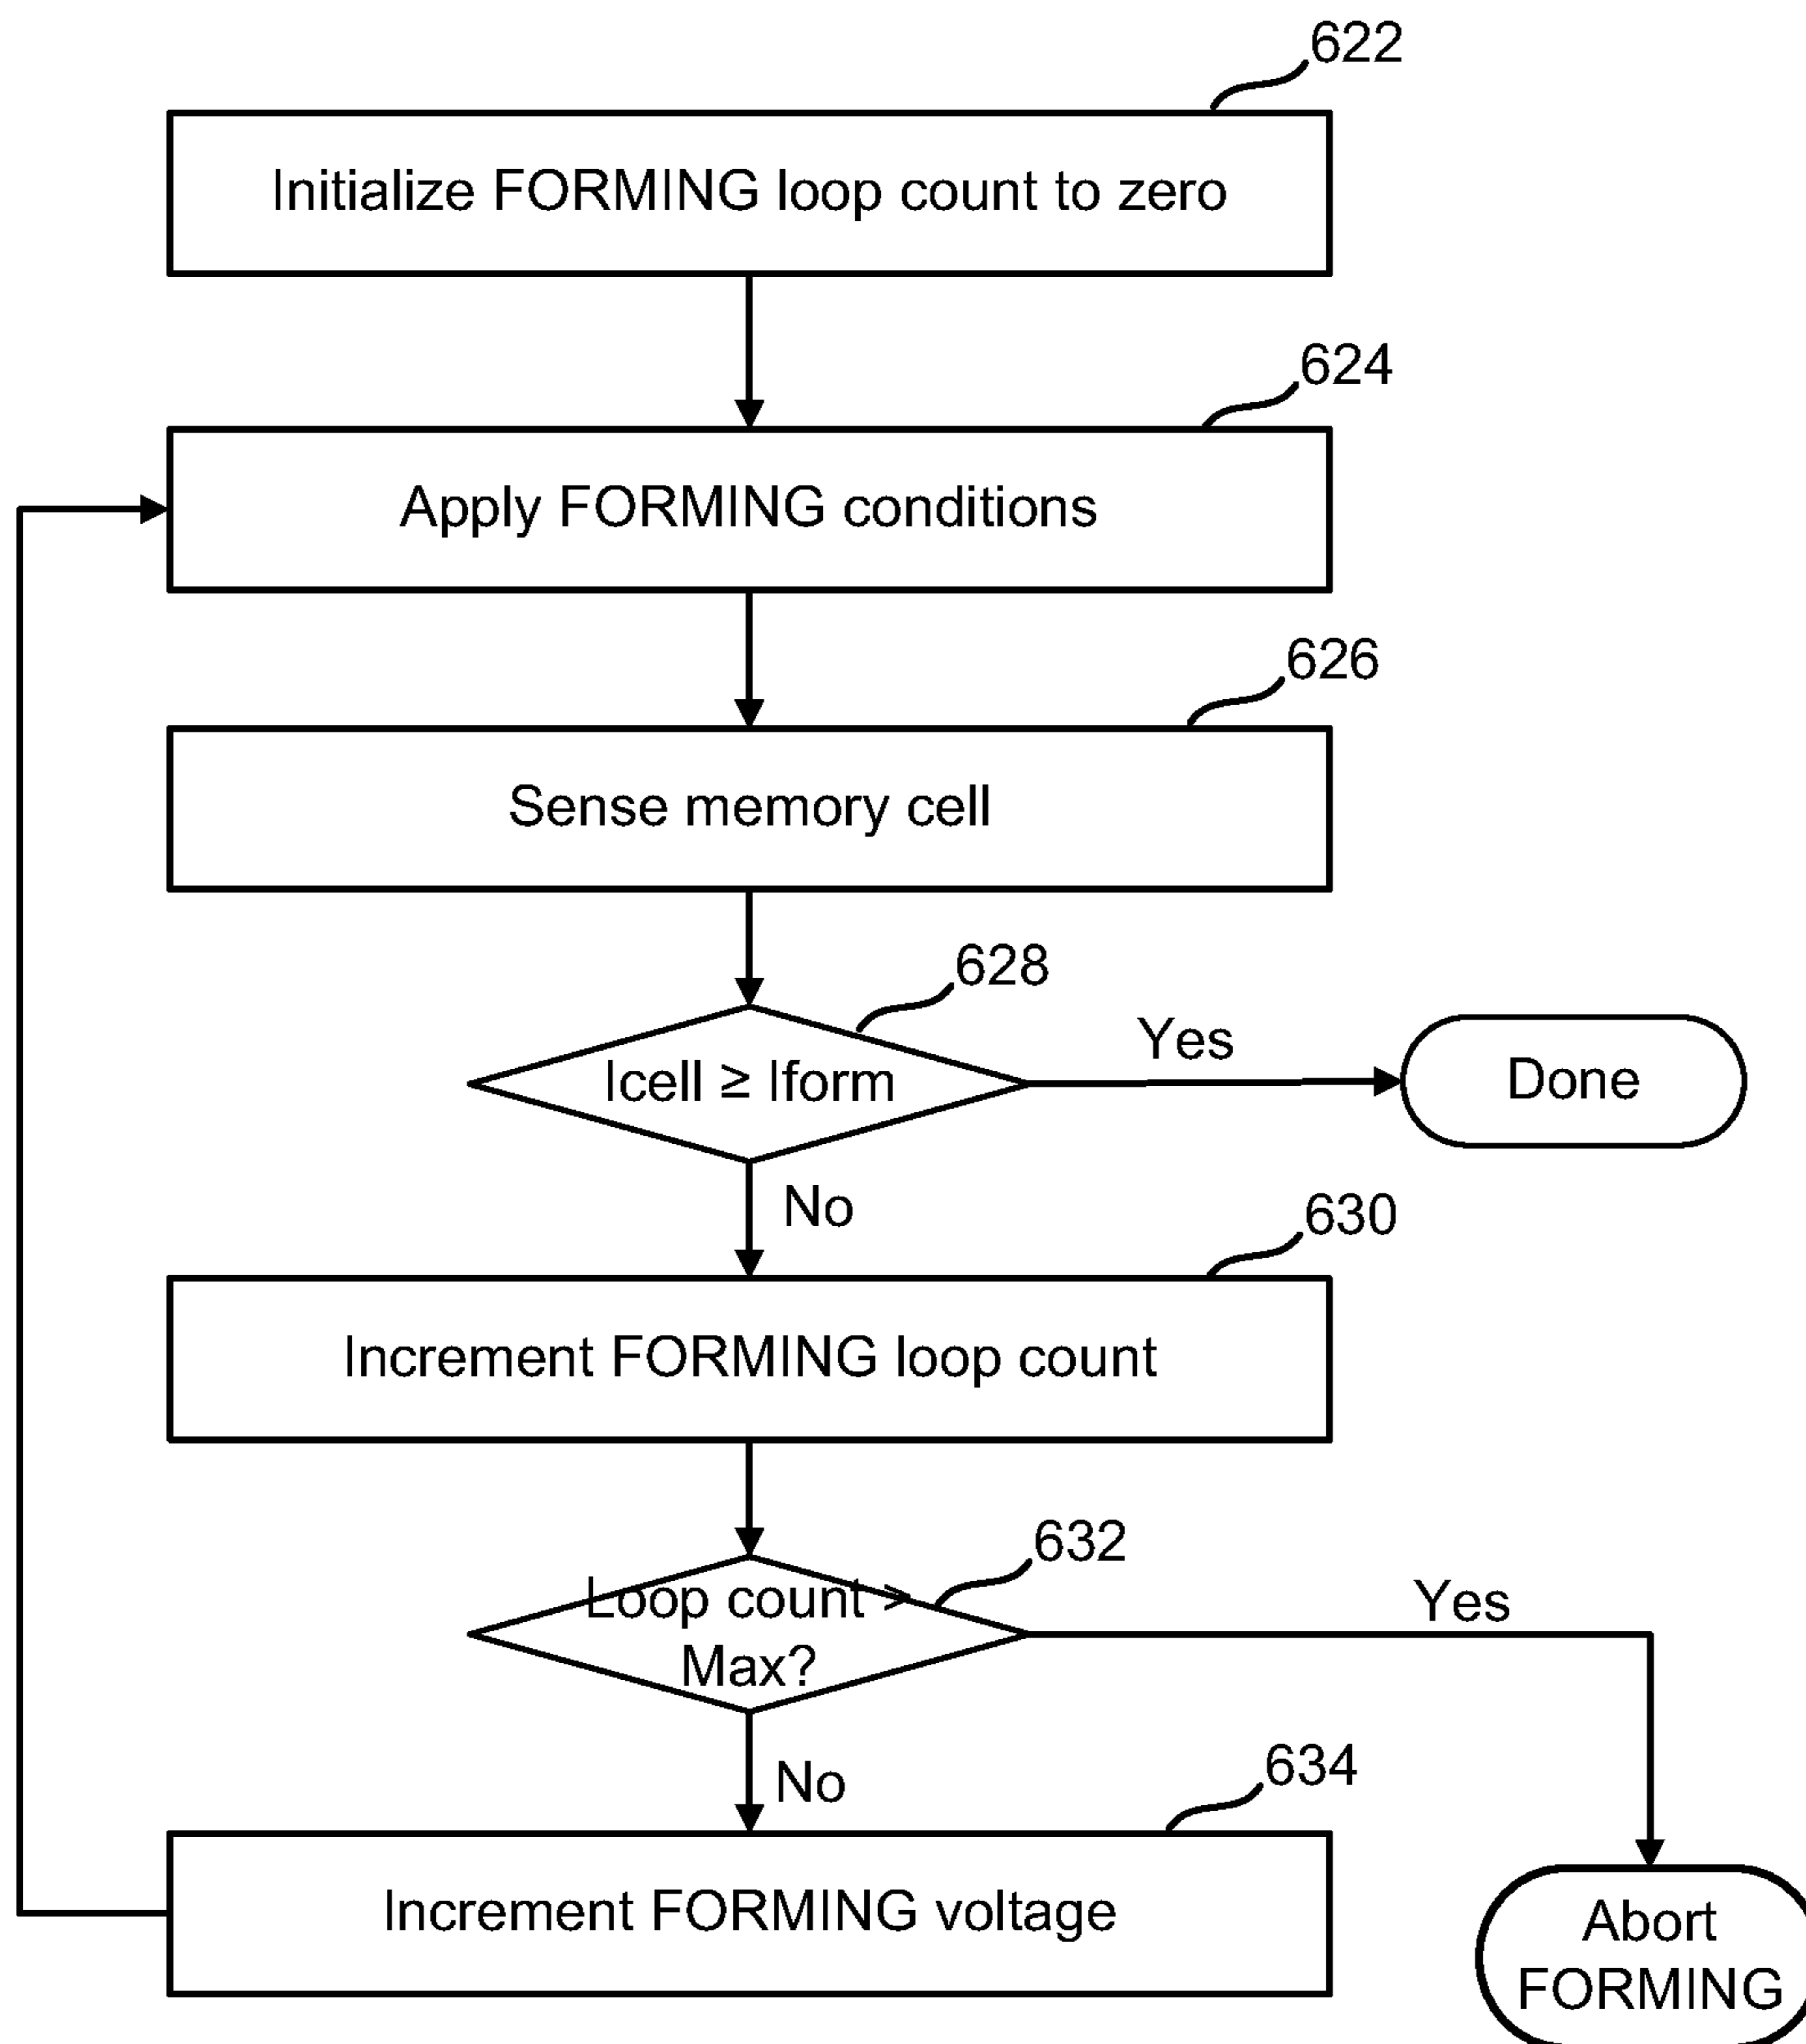 622
Initialize FORMING loop count to zero
624
Apply FORMING conditions
626
Sense memory cell
628
Icell ≥ Iform
Yes
Done
No
630
Increment FORMING loop count
632
Loop count >
Max?
Yes
No
634
Increment FORMING voltage
Abort
FORMING